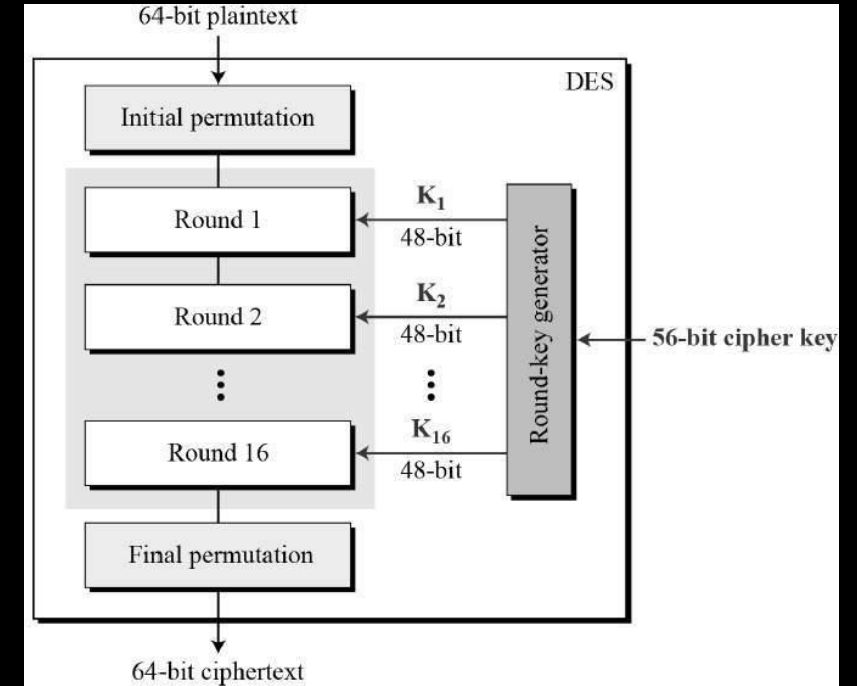 64-bit plaintext
DES
Initial permutation
Round 1
K1
48-bit
Round 2
K2
48-bit
Round 16
K16
48-bit
Round-key generator
56-bit cipher key
Final permutation
64-bit ciphertext